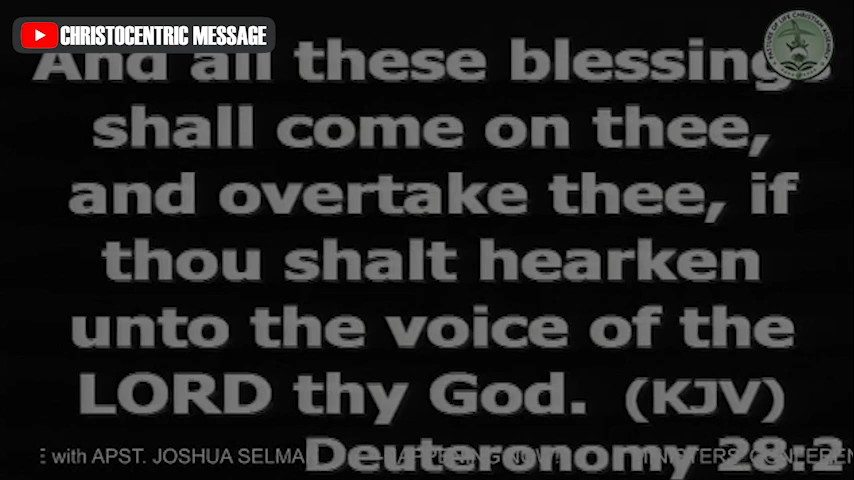 CHRISTOCENTRIC MESSAGE
And all these blessings
shall come on thee,
and overtake thee, if
thou shalt hearken
unto the voice of the
LORD thy God. (KJV)
Deuteronomy 28:2
with APST. JOSHUA SELMA